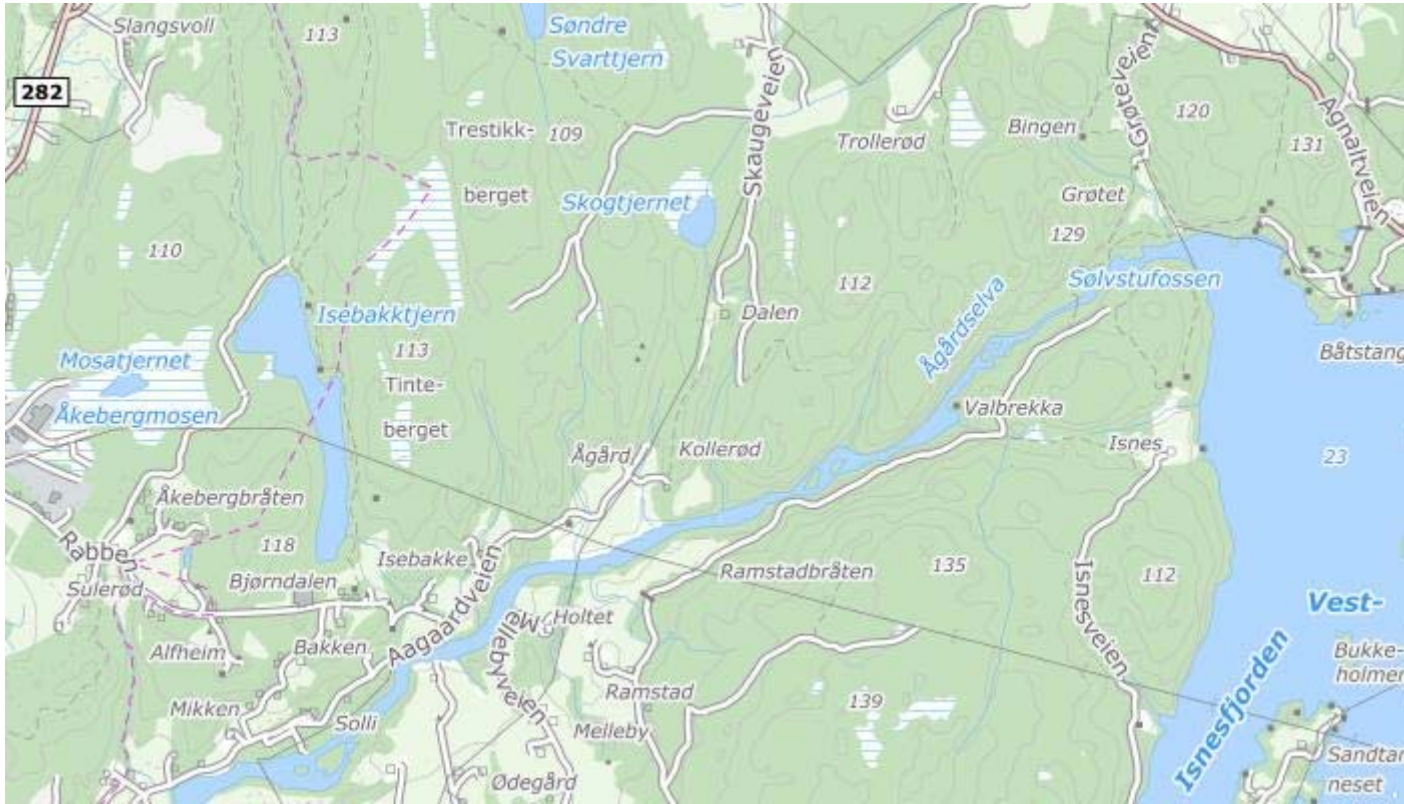 Slangsvoll
113
Søndre
Svarttjern
282
Trestikk-
109
berget
Skaugeveien
Trollerød
Bingen
Grøteveien
120
Agnaltveien
131
Grøtet
Skogtjernet
110
129
112
Sølvstufossen
Isebakktjern
Dalen
Ågårdselva
Mosatjernet
113
Tinte-
berget
Båtstang
Åkebergmosen
Valbrekka
Ågård
Kollerød
Isnes
23
Åkebergbråten
Rabben
118
Isebakke
Sulerød
Bjørndalen
Aagaardveien
Ramstadbråten
135
Isnesveien
112
Vest-
Holtet
Mellebyveien
Alfheim
Bakken
Bukke-
holmen
Isnesfjorden
Ramstad
139
Mikken
Solli
Melleby
Sandtar
neset
Ødegård